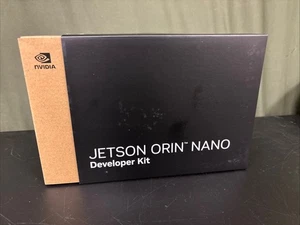 NVIDIA
JETSON ORIN™ NANO
Developer Kit